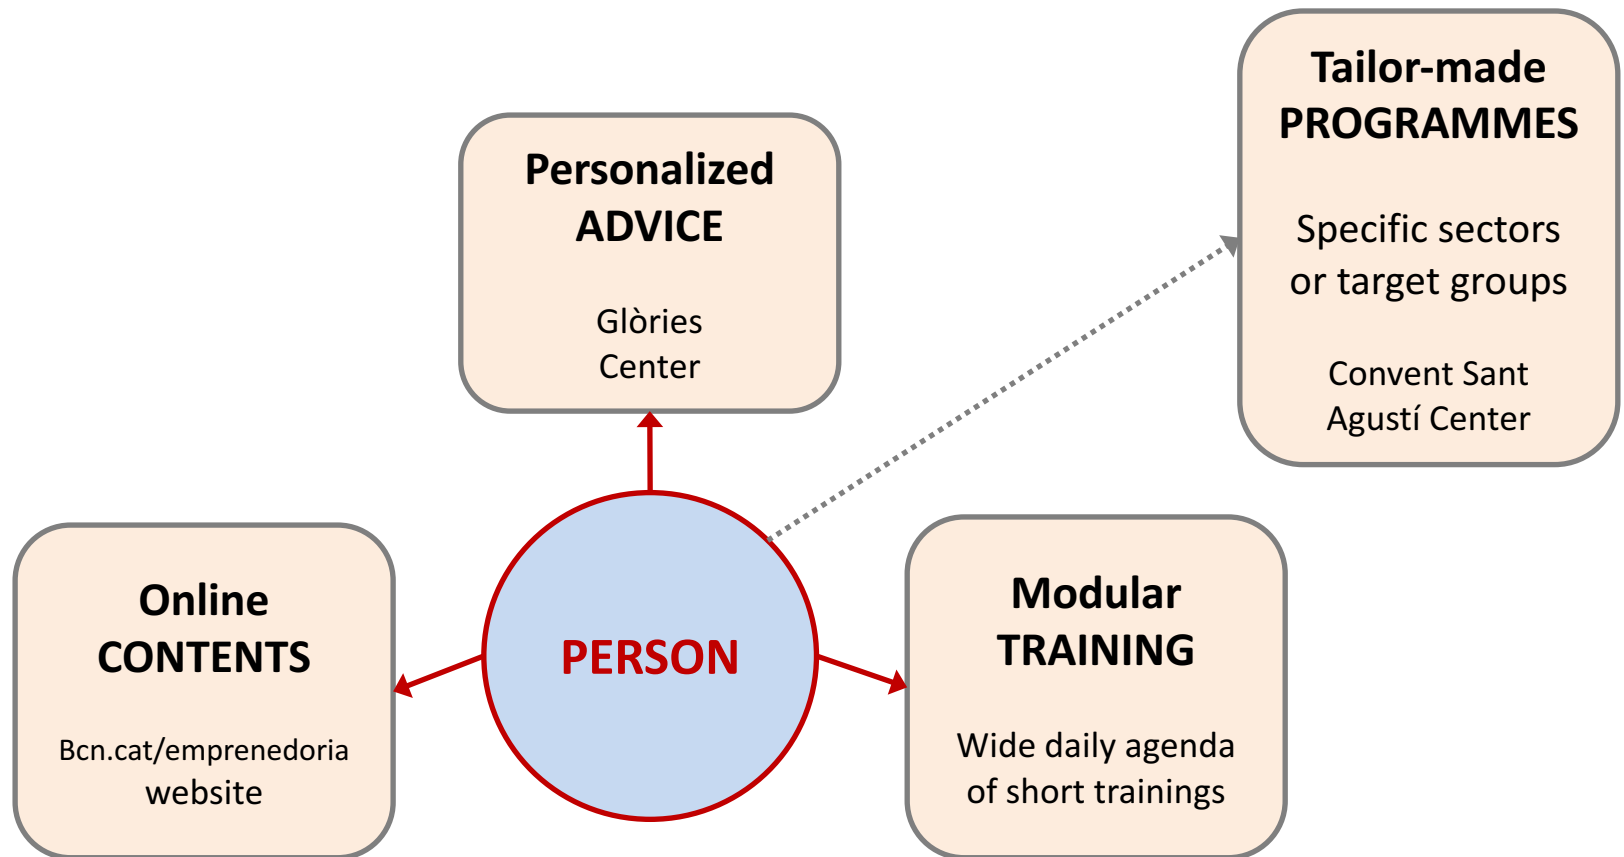 Tailor-made
PROGRAMMES
Specific sectors
or target groups
Convent Sant
Agustí Center
Personalized
ADVICE
Glòries
Center
Online
CONTENTS
Bcn.cat/emprenedoria
website
PERSON
Modular
TRAINING
Wide daily agenda
of short trainings